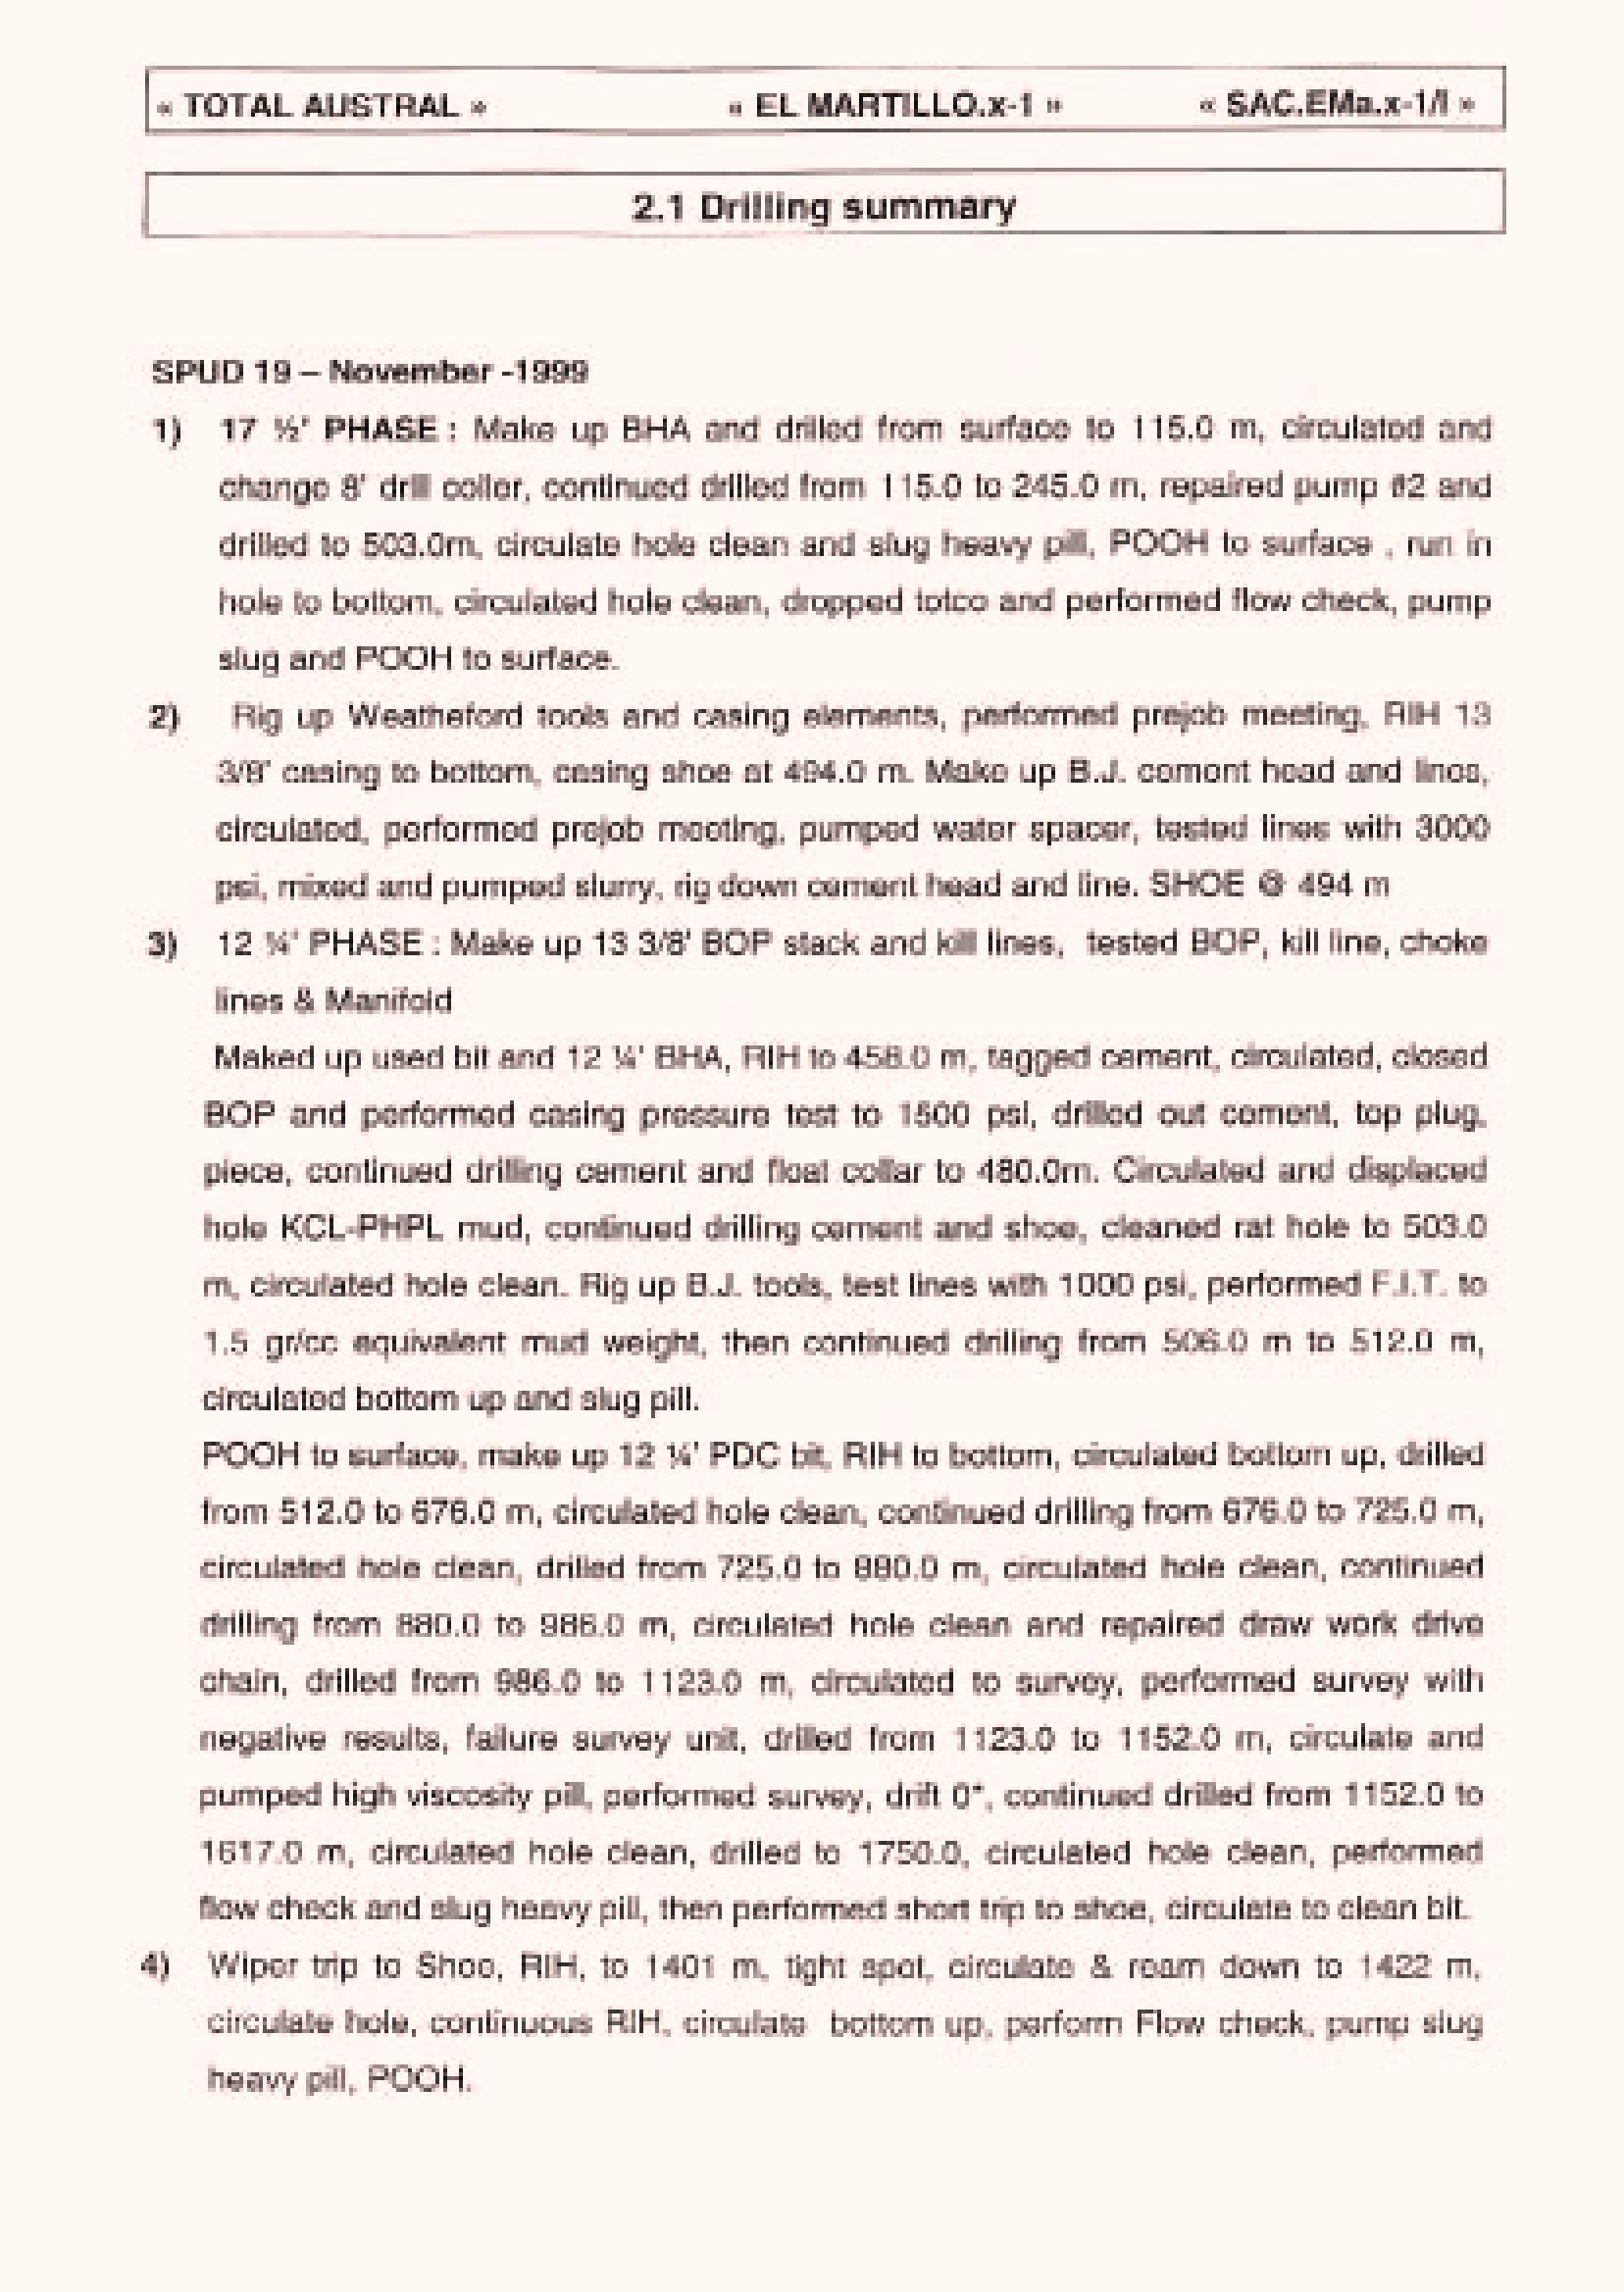 « TOTAL AUSTRAL » « EL MARTILLO.x-1 » « SAC.EMa.x-1/I »
2.1 Drilling summary
SPUD 19 – November -1999
1) 17 ½' PHASE : Make up BHA and drilled from surface to 115.0 m, circulated and
change 8' drill coller, continued drilled from 115.0 to 245.0 m, repaired pump #2 and
drilled to 503.0m, circulate hole clean and slug heavy pill, POOH to surface , run in
hole to bottom, circulated hole clean, dropped totco and performed flow check, pump
slug and POOH to surface.
2) Rig up Weatheford tools and casing elements, performed prejob meeting, RIH 13
3/8' casing to bottom, casing shoe at 494.0 m. Make up B.J. cement head and lines,
circulated, performed prejob meeting, pumped water spacer, tested lines with 3000
psi, mixed and pumped slurry, rig down cement head and line. SHOE @ 494 m
3) 12 ¼' PHASE : Make up 13 3/8' BOP stack and kill lines, tested BOP, kill line, choke
lines & Manifold
Maked up used bit and 12 ¼' BHA, RIH to 458.0 m, tagged cement, circulated, closed
BOP and performed casing pressure test to 1500 psi, drilled out cement, top plug,
piece, continued drilling cement and float collar to 480.0m. Circulated and displaced
hole KCL-PHPL mud, continued drilling cement and shoe, cleaned rat hole to 503.0
m, circulated hole clean. Rig up B.J. tools, test lines with 1000 psi, performed F.I.T. to
1.5 gr/cc equivalent mud weight, then continued drilling from 506.0 m to 512.0 m,
circulated bottom up and slug pill.
POOH to surface, make up 12 ¼' PDC bit, RIH to bottom, circulated bottom up, drilled
from 512.0 to 676.0 m, circulated hole clean, continued drilling from 676.0 to 725.0 m,
circulated hole clean, drilled from 725.0 to 880.0 m, circulated hole clean, continued
drilling from 880.0 to 986.0 m, circulated hole clean and repaired draw work drive
chain, drilled from 986.0 to 1123.0 m, circulated to survey, performed survey with
negative results, failure survey unit, drilled from 1123.0 to 1152.0 m, circulate and
pumped high viscosity pill, performed survey, drift 0°, continued drilled from 1152.0 to
1617.0 m, circulated hole clean, drilled to 1750.0, circulated hole clean, performed
flow check and slug heavy pill, then performed short trip to shoe, circulate to clean bit.
4) Wiper trip to Shoe, RIH, to 1401 m, tight spot, circulate & ream down to 1422 m,
circulate hole, continuous RIH, circulate bottom up, perform Flow check, pump slug
heavy pill, POOH.